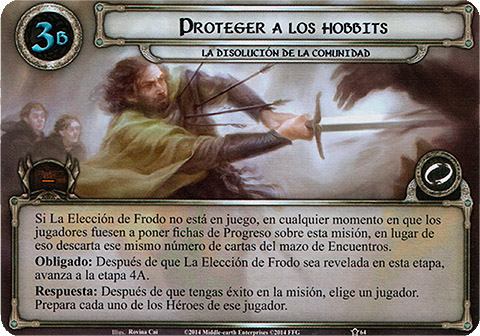 3B
PROTEGER A LOS HOBBITS
LA DISOLUCIÓN DE LA COMUNIDAD
–
Si La Elección de Frodo no está en juego, en cualquier momento en que los
jugadores fuesen a poner fichas de Progreso sobre esta misión, en lugar de
eso descarta ese mismo número de cartas del mazo de Encuentros.
Obligado: Después de que La Elección de Frodo sea revelada en esta etapa,
avanza a la etapa 4A.
Respuesta: Después de que tengas éxito en la misión, elige un jugador.
Prepara cada uno de los Héroes de ese jugador.
Illus. Rovina Cai ©2014 Middle-earth Enterprises ©2014 FFG 64